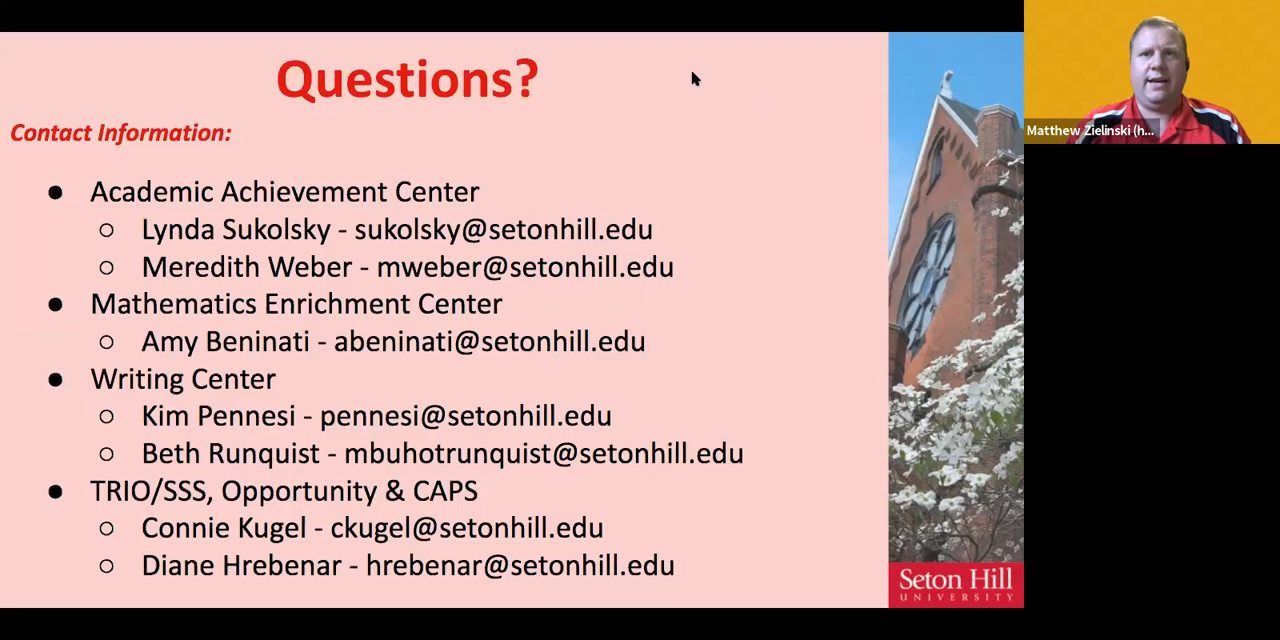 Questions?
Contact Information:
● Academic Achievement Center
○ Lynda Sukolsky - sukolsky@setonhill.edu
○ Meredith Weber - mweber@setonhill.edu
● Mathematics Enrichment Center
○ Amy Beninati - abeninati@setonhill.edu
● Writing Center
○ Kim Pennesi - pennesi@setonhill.edu
○ Beth Runquist - mbuhotrunquist@setonhill.edu
● TRIO/SSS, Opportunity & CAPS
○ Connie Kugel - ckugel@setonhill.edu
○ Diane Hrebenar - hrebenar@setonhill.edu
Seton Hill
UNIVERSITY
Matthew Zielinski (h...